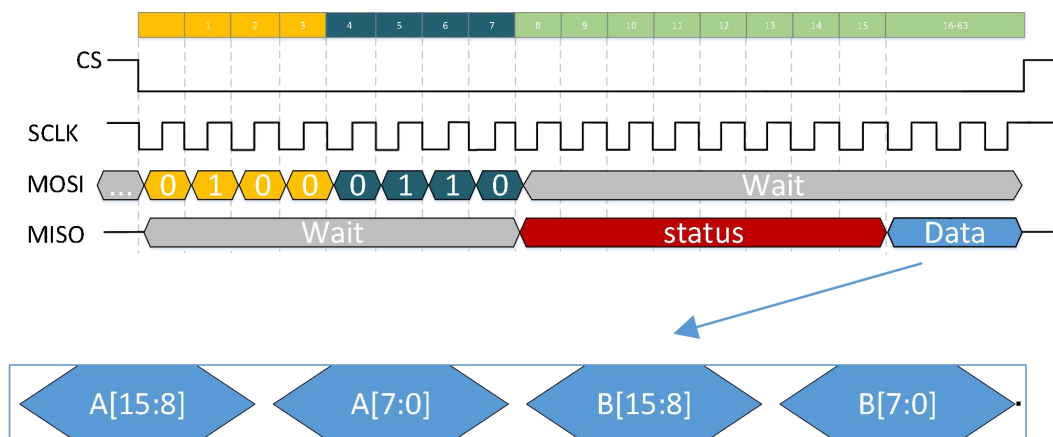 1 2 3 4 5 6 7 8 9 10 11 12 13 14 15 16-63
CS
SCLK
MOSI ... 0 1 0 0 0 1 1 0 Wait
MISO Wait status Data
A[15:8] A[7:0] B[15:8] B[7:0]